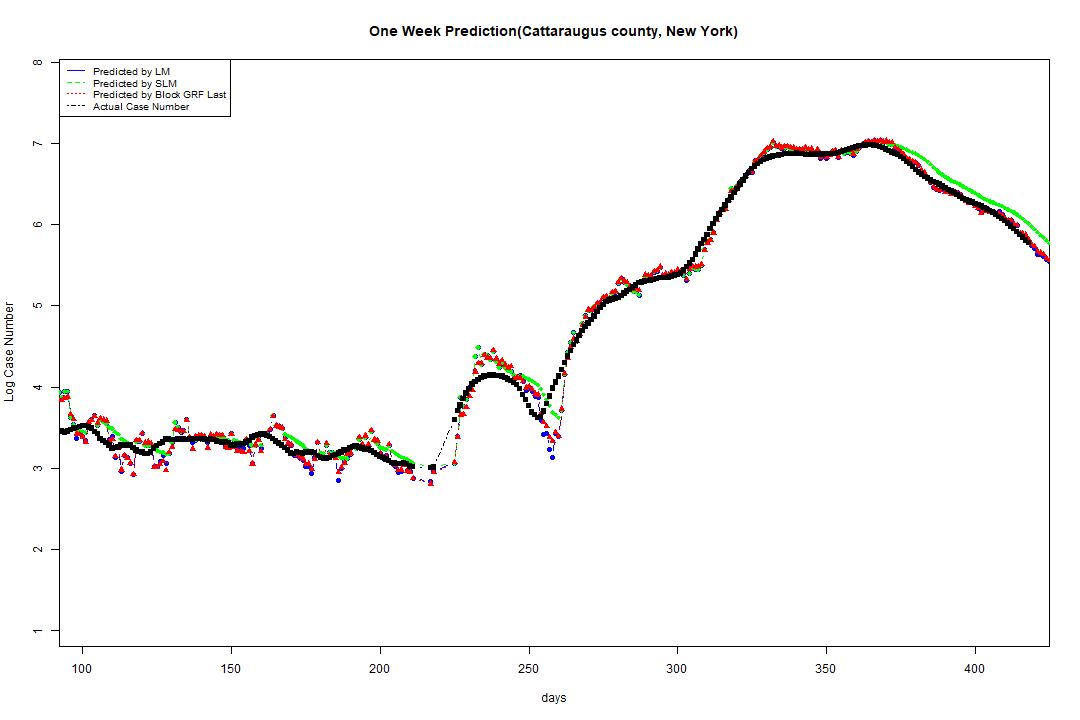 One Week Prediction(Cattaraugus county, New York)
Predicted by LM
Predicted by SLM
Predicted by Block GRF Last
Actual Case Number
8
7
6
5
4
3
2
1
Log Case Number
100 150 200 250 300 350 400
days